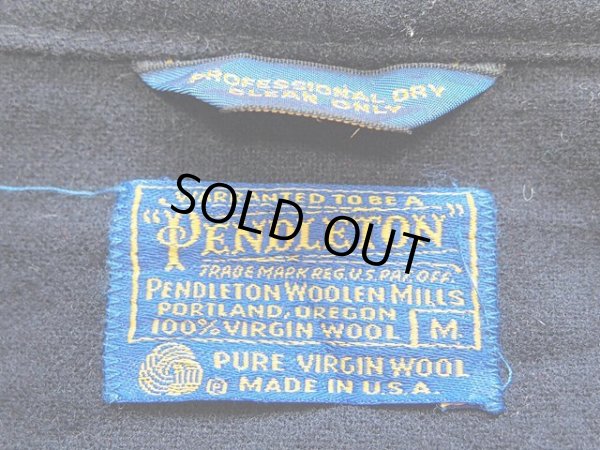 PROFESSIONAL DRY
CLEAN ONLY
WARRANTED TO BE A
"PENDLETON"
SOLD OUT
TRADE MARK REG. U.S. PAT. OFF.
PENDLETON WOOLEN MILLS
PORTLAND, OREGON
100% VIRGIN WOOL M
PURE VIRGIN WOOL
® MADE IN U.S.A.